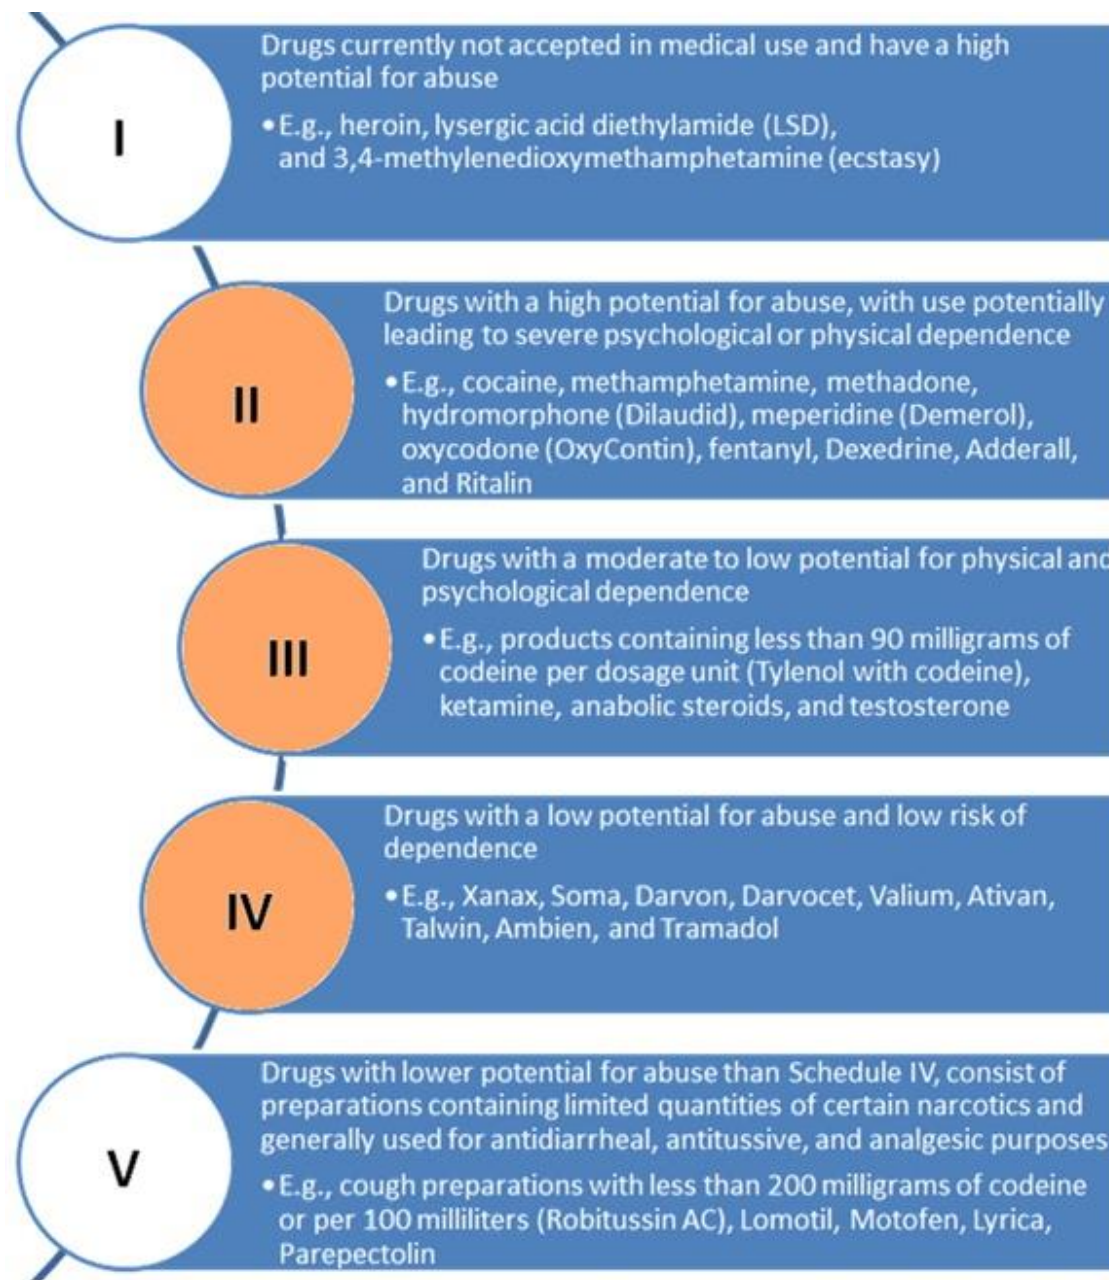 I
Drugs currently not accepted in medical use and have a high
potential for abuse
•E.g., heroin, lysergic acid diethylamide (LSD),
and 3,4-methylenedioxymethamphetamine (ecstasy)
II
Drugs with a high potential for abuse, with use potentially
leading to severe psychological or physical dependence
•E.g., cocaine, methamphetamine, methadone,
hydromorphone (Dilaudid), meperidine (Demerol),
oxycodone (OxyContin), fentanyl, Dexedrine, Adderall,
and Ritalin
III
Drugs with a moderate to low potential for physical and
psychological dependence
•E.g., products containing less than 90 milligrams of
codeine per dosage unit (Tylenol with codeine),
ketamine, anabolic steroids, and testosterone
IV
Drugs with a low potential for abuse and low risk of
dependence
•E.g., Xanax, Soma, Darvon, Darvocet, Valium, Ativan,
Talwin, Ambien, and Tramadol
V
Drugs with lower potential for abuse than Schedule IV, consist of
preparations containing limited quantities of certain narcotics and
generally used for antidiarrheal, antitussive, and analgesic purposes
•E.g., cough preparations with less than 200 milligrams of codeine
or per 100 milliliters (Robitussin AC), Lomotil, Motofen, Lyrica,
Parepectolin